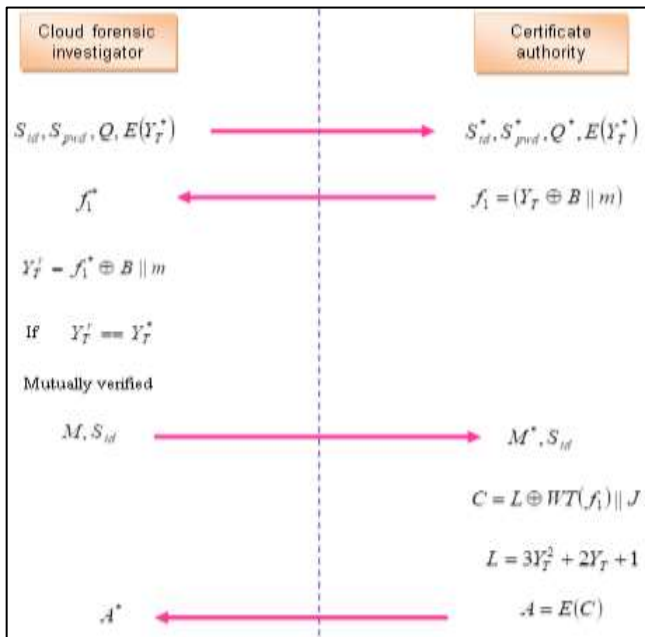 Cloud forensic
investigator
Certificate
authority
S_id, S_pwd, Q, E(Y_T^*)
S_id^*, S_pwd^*, Q^*, E(Y_T^*)
f_1^*
f_1 = (Y_T ⊕ B || m)
Y_T' = f_1^* ⊕ B || m
If Y_T' == Y_T^*
Mutually verified
M, S_id
M^*, S_id
C = L ⊕ WT(f_1) || J
L = 3Y_T^2 + 2Y_T + 1
A^*
A = E(C)